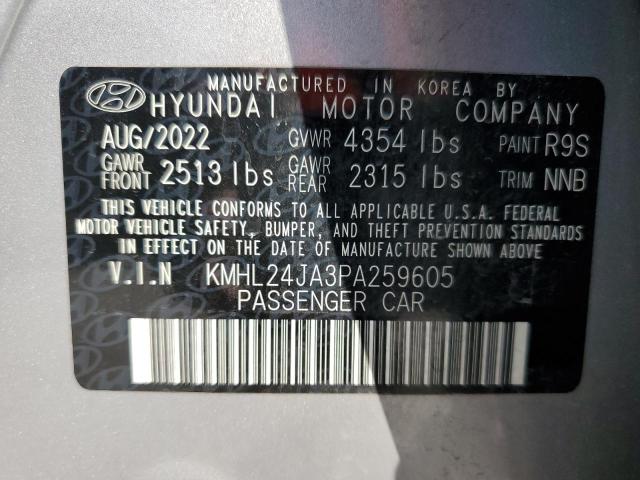 MANUFACTURED IN KOREA BY
HYUNDAI MOTOR COMPANY
AUG/2022 GVWR 4354 lbs PAINT R9S
GAWR FRONT 2513 lbs GAWR REAR 2315 lbs TRIM NNB
THIS VEHICLE CONFORMS TO ALL APPLICABLE U.S.A. FEDERAL
MOTOR VEHICLE SAFETY, BUMPER, AND THEFT PREVENTION STANDARDS
IN EFFECT ON THE DATE OF MANUFACTURE SHOWN ABOVE.
V.I.N KMHL24JA3PA259605
PASSENGER CAR